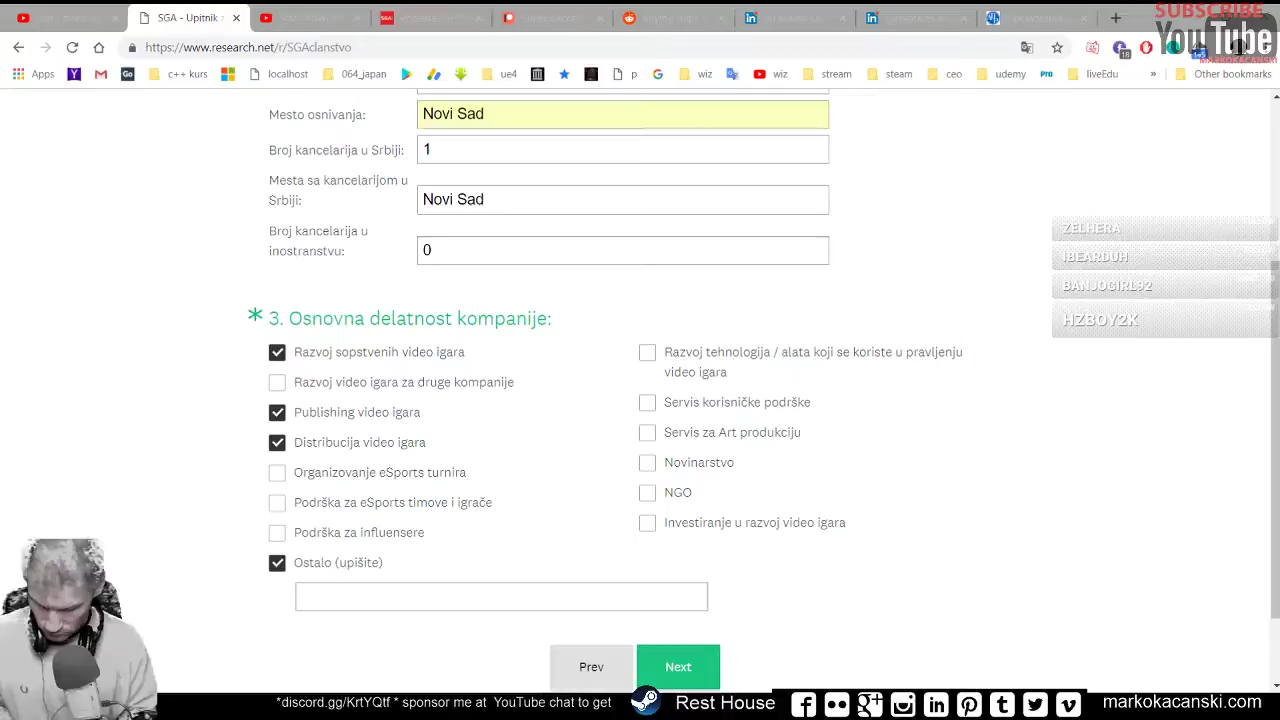 SGA - Upitnik
SUBSCRIBE
YouTube
MARKOKACANSKI
https://www.research.net/r/SGAclanstvo
18
Apps
Go
c++ kurs
localhost
064_japan
ue4
p
wiz
wiz
stream
steam
ceo
udemy
Pro
liveEdu
»
Other bookmarks
Mesto osnivanja:
Novi Sad
Broj kancelarija u Srbiji:
1
Mesta sa kancelarijom u
Srbiji:
Novi Sad
Broj kancelarija u
inostranstvu:
0
ZELHERA
IBEARDUH
BANJOGIRL92
HZBOY2K
* 3. Osnovna delatnost kompanije:
Razvoj sopstvenih video igara
Razvoj video igara za druge kompanije
Publishing video igara
Distribucija video igara
Organizovanje eSports turnira
Podrška za eSports timove i igrače
Podrška za influensere
Ostalo (upišite)
Razvoj tehnologija / alata koji se koriste u pravljenju
video igara
Servis korisničke podrške
Servis za Art produkciju
Novinarstvo
NGO
Investiranje u razvoj video igara
Prev
Next
*discord.gg/KrtYQtf * sponsor me at YouTube chat to get
Rest House
markokacanski.com